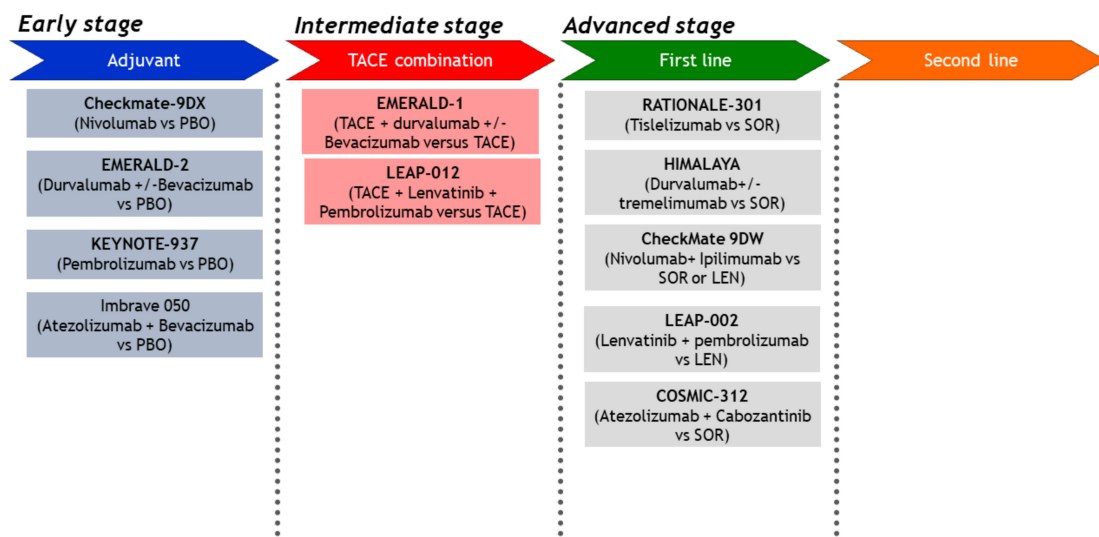 Early stage
Intermediate stage
Advanced stage
Adjuvant
TACE combination
First line
Second line
Checkmate-9DX
(Nivolumab vs PBO)
EMERALD-2
(Durvalumab +/-Bevacizumab
vs PBO)
KEYNOTE-937
(Pembrolizumab vs PBO)
Imbrave 050
(Atezolizumab + Bevacizumab
vs PBO)
EMERALD-1
(TACE + durvalumab +/-
Bevacizumab versus TACE)
LEAP-012
(TACE + Lenvatinib +
Pembrolizumab versus TACE)
RATIONALE-301
(Tislelizumab vs SOR)
HIMALAYA
(Durvalumab+/-
tremelimumab vs SOR)
CheckMate 9DW
(Nivolumab+ Ipilimumab vs
SOR or LEN)
LEAP-002
(Lenvatinib + pembrolizumab
vs LEN)
COSMIC-312
(Atezolizumab + Cabozantinib
vs SOR)